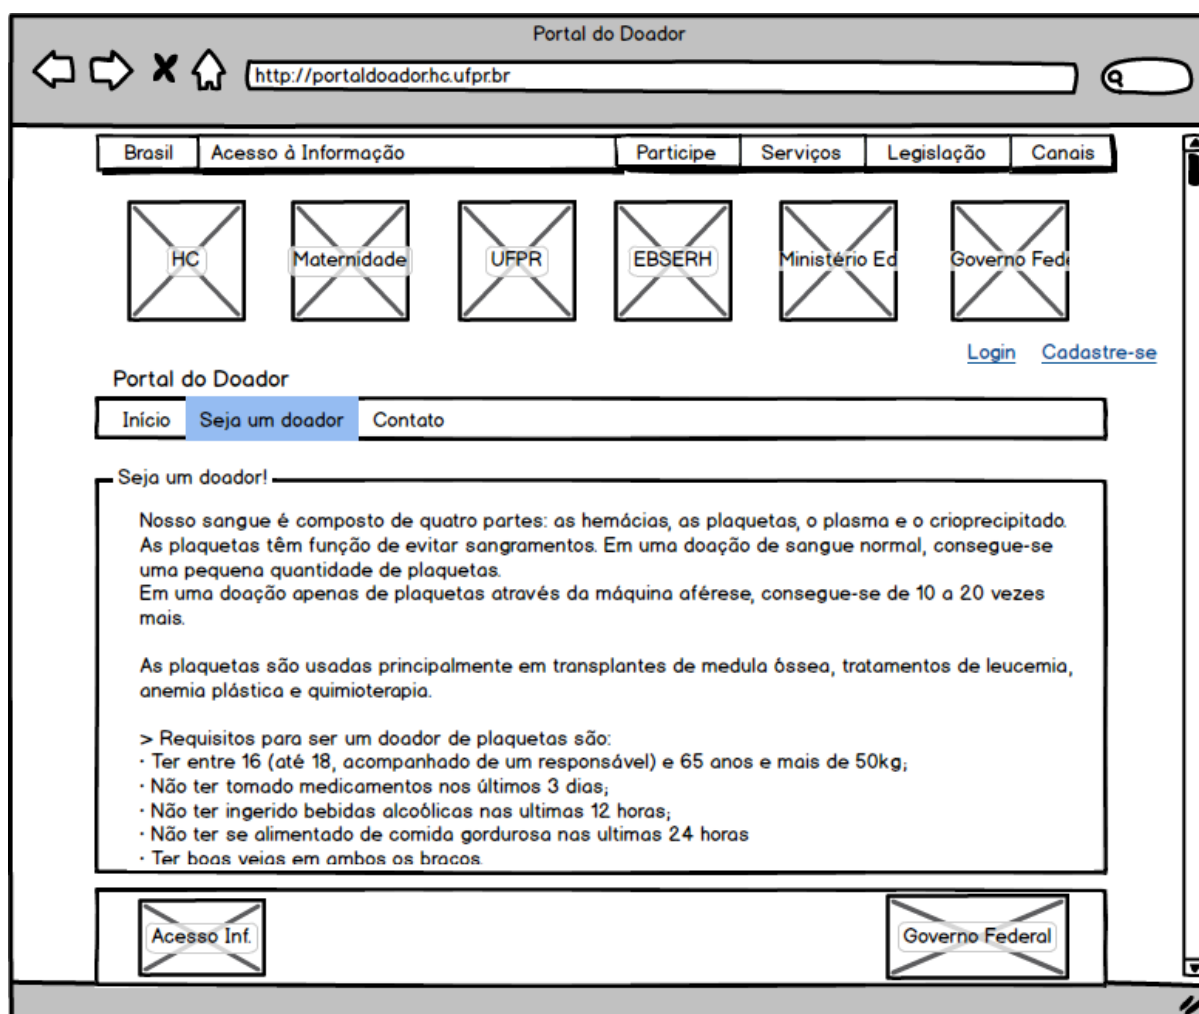 Portal do Doador
http://portaldoador.hc.ufpr.br
Brasil Acesso à Informação Participe Serviços Legislação Canais
HC Maternidade UFPR EBSERH Ministério Ed Governo Fede
Login Cadastre-se
Portal do Doador
Início Seja um doador Contato
Seja um doador!
Nosso sangue é composto de quatro partes: as hemácias, as plaquetas, o plasma e o crioprecipitado.
As plaquetas têm função de evitar sangramentos. Em uma doação de sangue normal, consegue-se
uma pequena quantidade de plaquetas.
Em uma doação apenas de plaquetas através da máquina aférese, consegue-se de 10 a 20 vezes
mais.
As plaquetas são usadas principalmente em transplantes de medula óssea, tratamentos de leucemia,
anemia plástica e quimioterapia.
> Requisitos para ser um doador de plaquetas são:
· Ter entre 16 (até 18, acompanhado de um responsável) e 65 anos e mais de 50kg;
· Não ter tomado medicamentos nos últimos 3 dias;
· Não ter ingerido bebidas alcoólicas nas ultimas 12 horas;
· Não ter se alimentado de comida gordurosa nas ultimas 24 horas
· Ter boas veias em ambos os braços.
Acesso Inf. Governo Federal